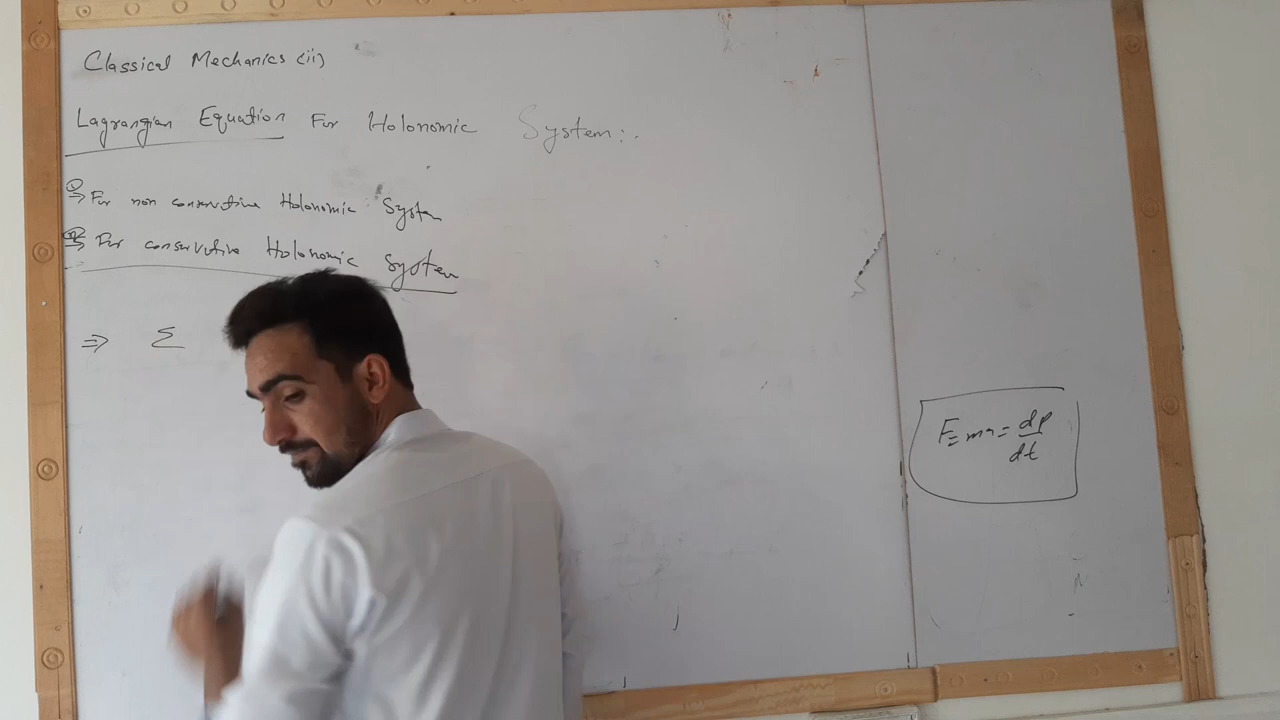 Classical Mechanics (ii)
Lagrangian Equation For Holonomic System:.
① ⇒ For non conservative Holonomic System
⇒ For conservative Holonomic System
⇒ Σ
F = ma = dp/dt